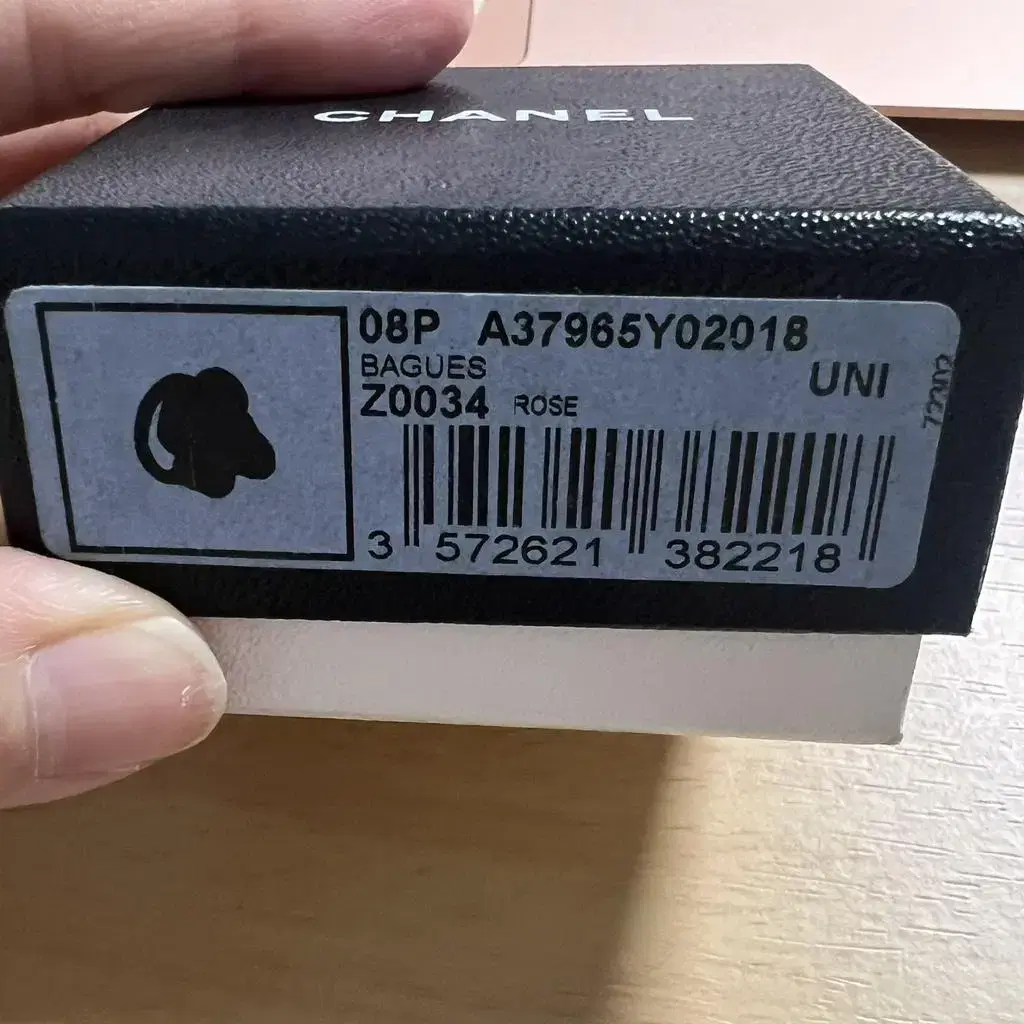 CHANEL
08P A37965Y02018
BAGUES
UNI
Z0034 ROSE
3 572621 382218